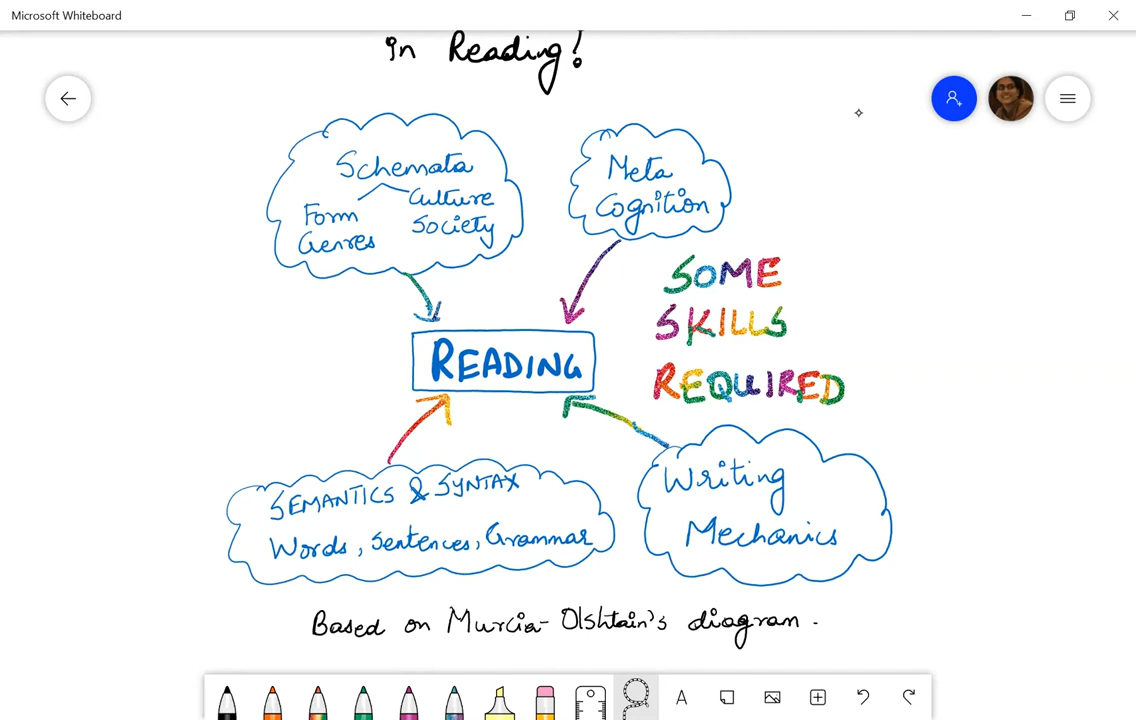 Microsoft Whiteboard
in Reading!
Schemata
Form
Genres
Culture
Society
Meta
Cognition
SOME
SKILLS
REQUIRED
READING
SEMANTICS & SYNTAX
Words, Sentences, Grammar
Writing
Mechanics
Based on Murcia-Olshtain's diagram.
A